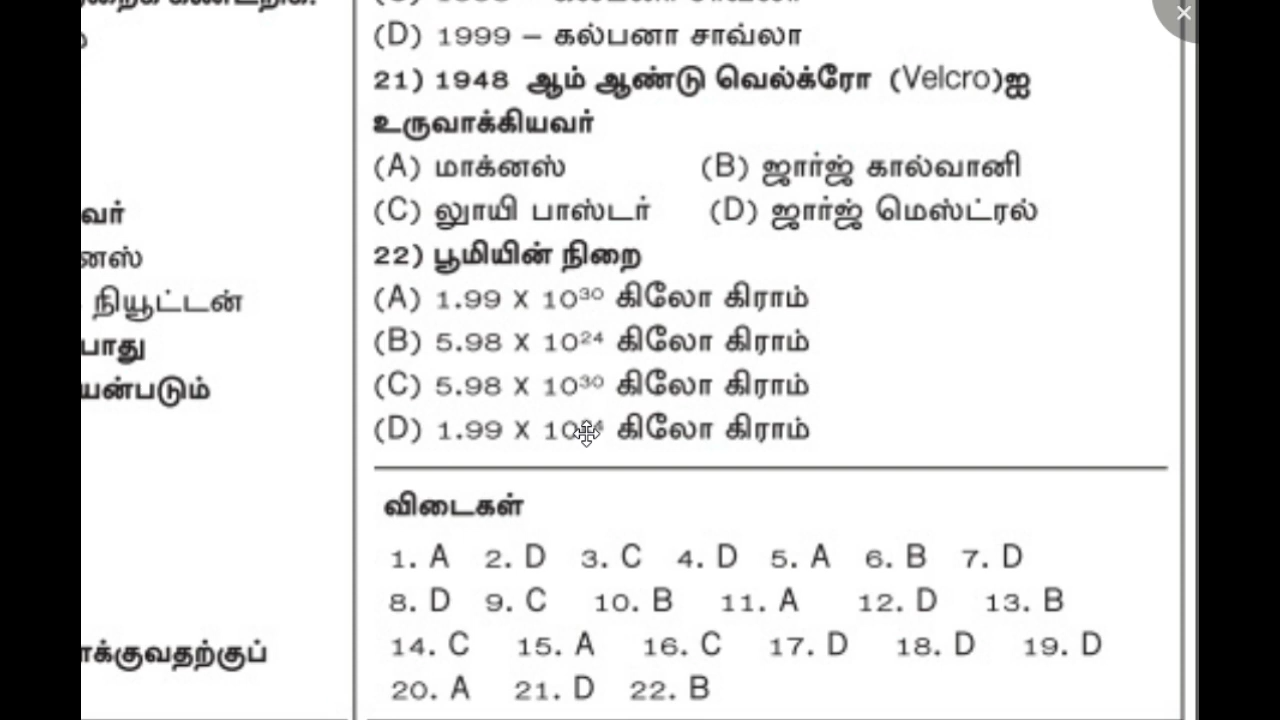 வர்
னஸ்
நியூட்டன்
பாது
யன்படும்
ாக்குவதற்குப்
(D) 1999 – கல்பனா சாவ்லா
21) 1948 ஆம் ஆண்டு வெல்க்ரோ (Velcro)ஐ
உருவாக்கியவர்
(A) மாக்னஸ் (B) ஜார்ஜ் கால்வானி
(C) லூயி பாஸ்டர் (D) ஜார்ஜ் மெஸ்ட்ரல்
22) பூமியின் நிறை
(A) 1.99 X 10³⁰ கிலோ கிராம்
(B) 5.98 X 10²⁴ கிலோ கிராம்
(C) 5.98 X 10³⁰ கிலோ கிராம்
(D) 1.99 X கிலோ கிராம்
விடைகள்
1. A 2. D 3. C 4. D 5. A 6. B 7. D
8. D 9. C 10. B 11. A 12. D 13. B
14. C 15. A 16. C 17. D 18. D 19. D
20. A 21. D 22. B